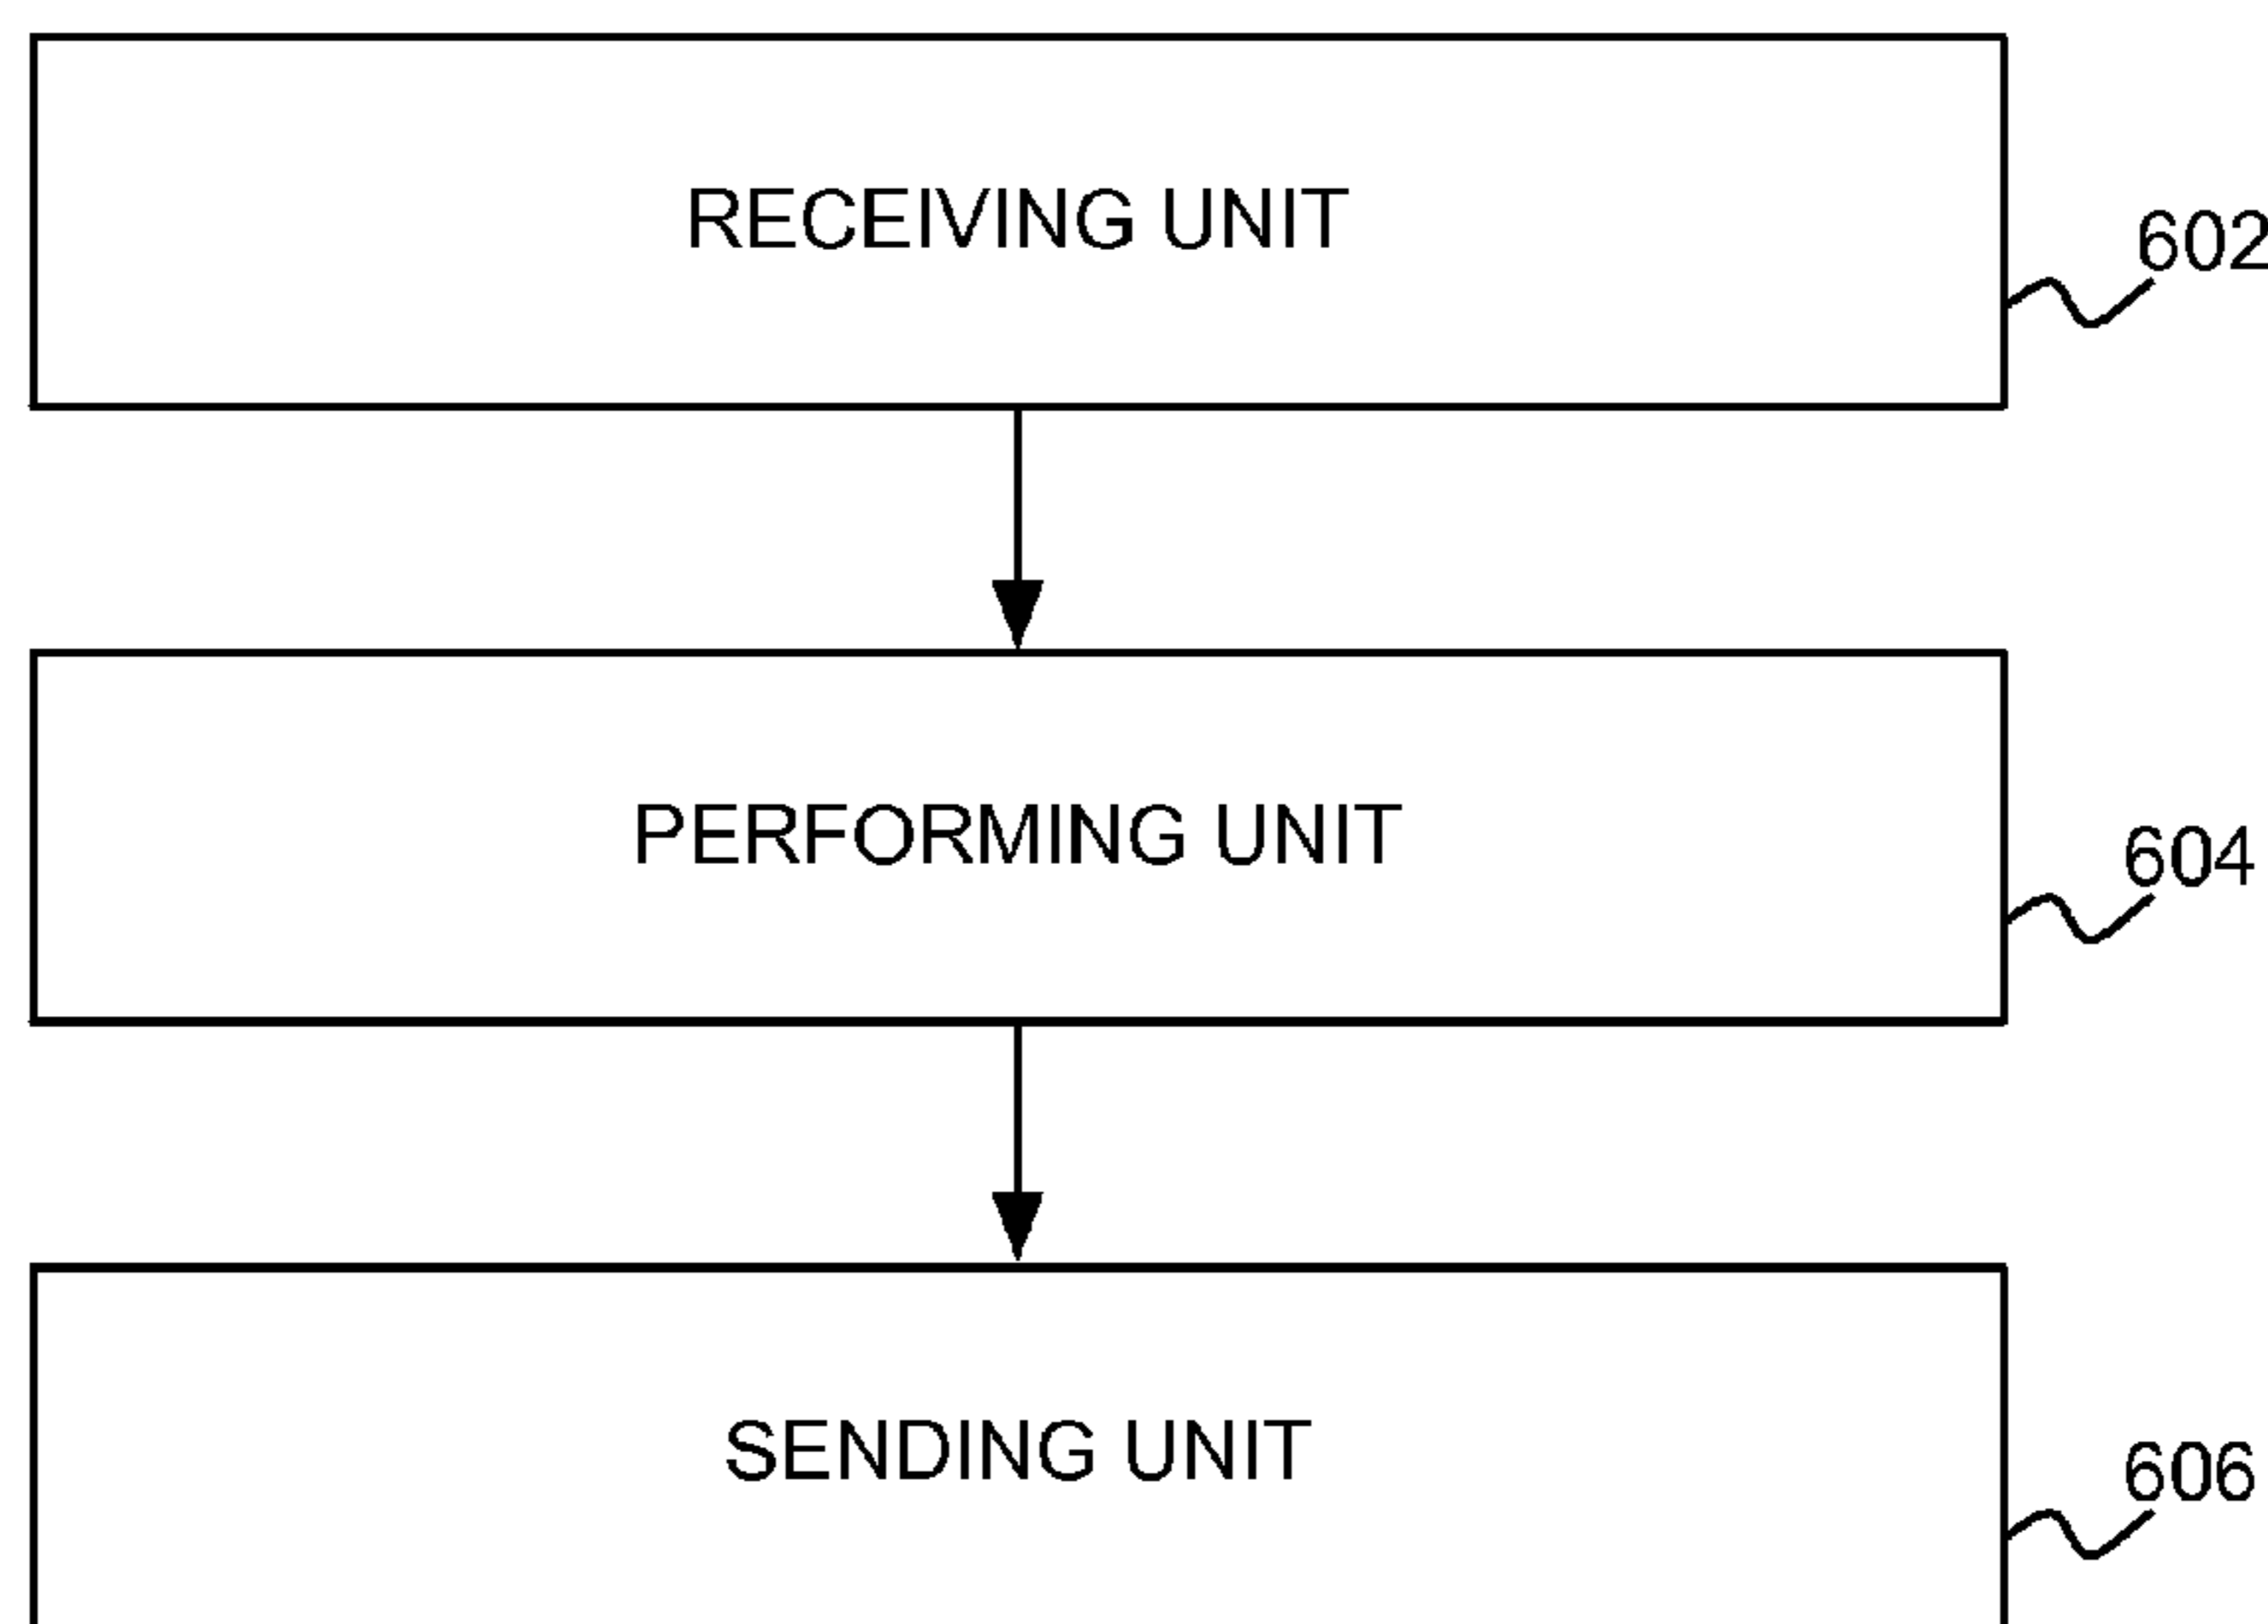 RECEIVING UNIT
602
PERFORMING UNIT
604
SENDING UNIT
606